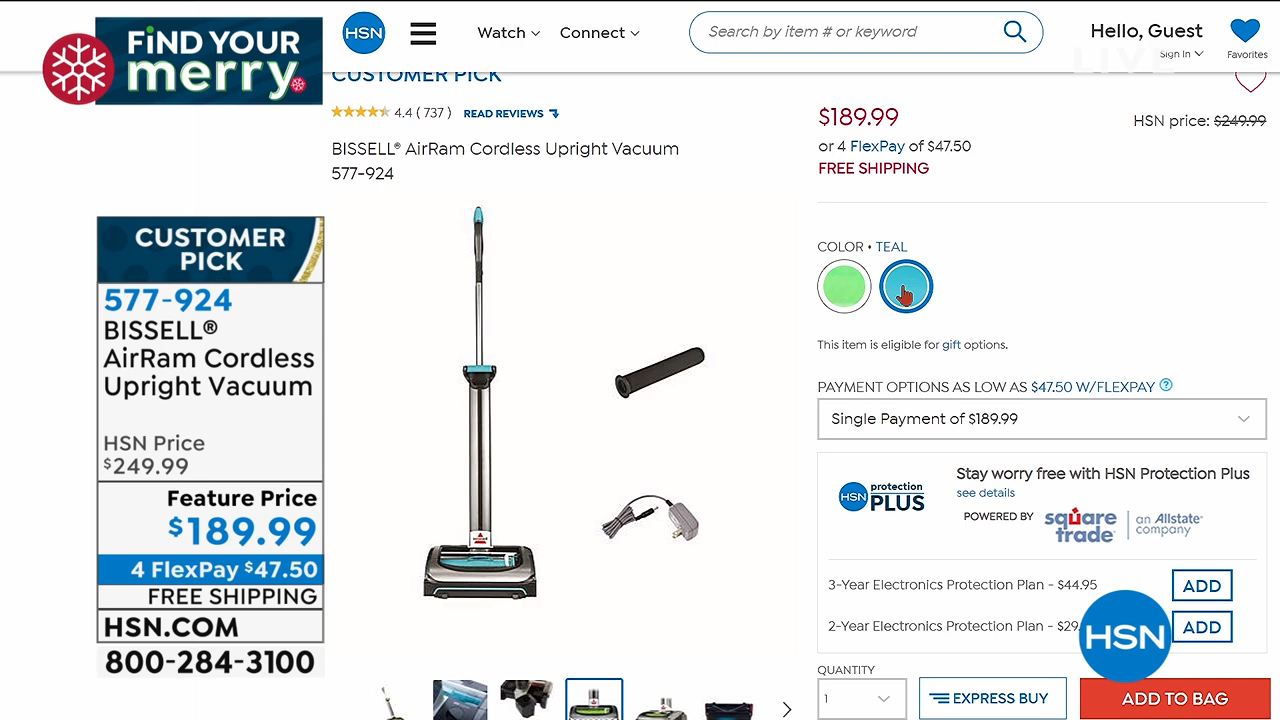 FiND YOUR
merry.
HSN
Watch
Connect
Search by item # or keyword
Hello, Guest
Sign In
Favorites
LIVE
CUSTOMER PICK
4.4 ( 737 )
READ REVIEWS
BISSELL® AirRam Cordless Upright Vacuum
577-924
$189.99
HSN price: $249.99
or 4 FlexPay of $47.50
FREE SHIPPING
CUSTOMER
PICK
577-924
BISSELL®
AirRam Cordless
Upright Vacuum
HSN Price
$249.99
Feature Price
$189.99
4 FlexPay $47.50
FREE SHIPPING
HSN.COM
800-284-3100
COLOR • TEAL
This item is eligible for gift options.
PAYMENT OPTIONS AS LOW AS $47.50 W/FLEXPAY ?
Single Payment of $189.99
HSN protection
PLUS
Stay worry free with HSN Protection Plus
see details
POWERED BY
square
trade
an Allstate®
company
3-Year Electronics Protection Plan - $44.95
ADD
2-Year Electronics Protection Plan - $29.
ADD
HSN
QUANTITY
1
EXPRESS BUY
ADD TO BAG